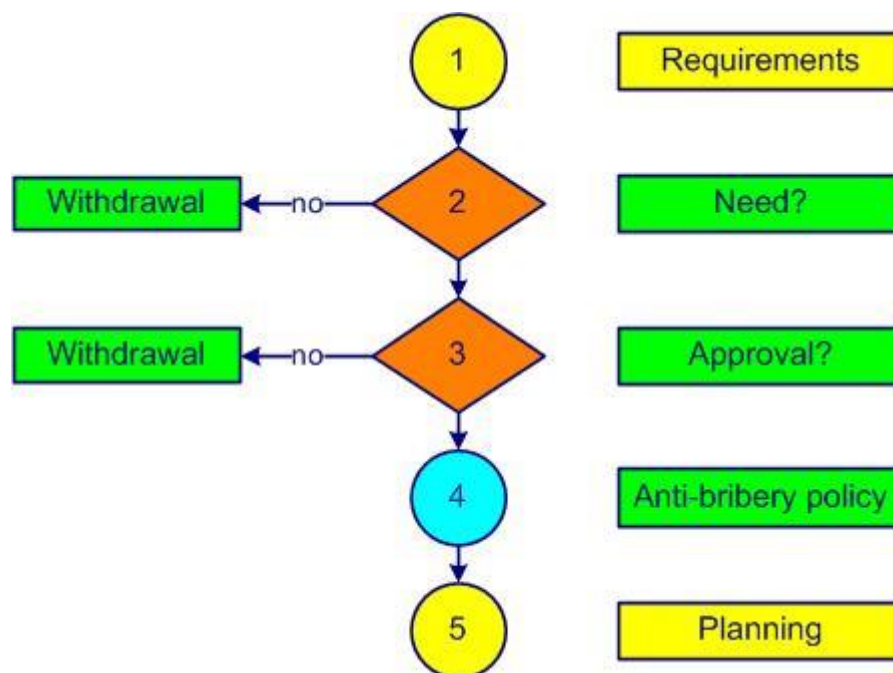 1
Requirements
Withdrawal
no
2
Need?
Withdrawal
no
3
Approval?
4
Anti-bribery policy
5
Planning